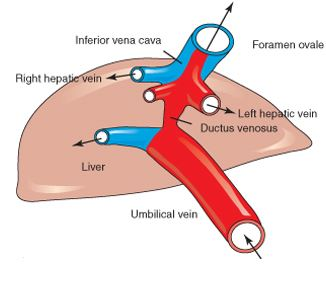 Inferior vena cava
Foramen ovale
Right hepatic vein
Left hepatic vein
Ductus venosus
Liver
Umbilical vein